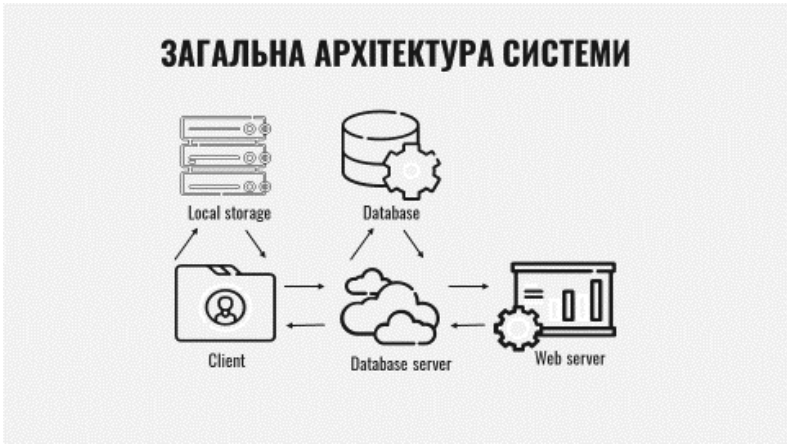 ЗАГАЛЬНА АРХІТЕКТУРА СИСТЕМИ
Local storage
Database
Client
Database server
Web server